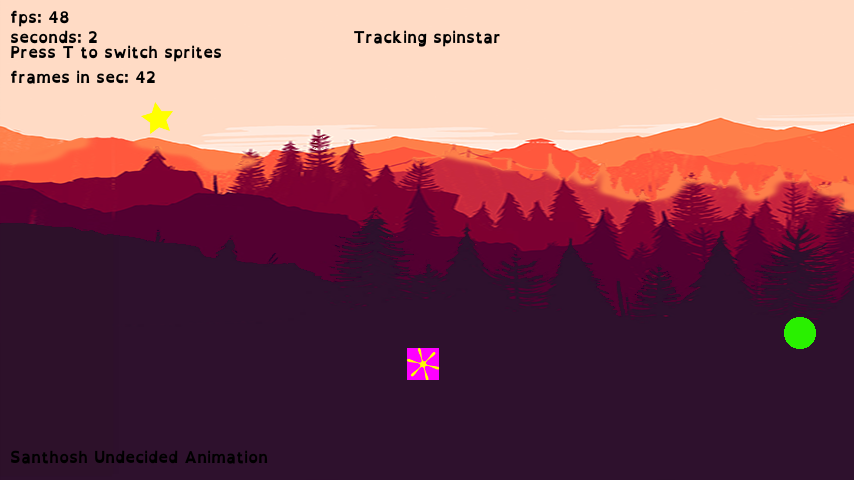 fps: 48
seconds: 2
Tracking spinstar
Press T to switch sprites
frames in sec: 42
Santhosh Undecided Animation